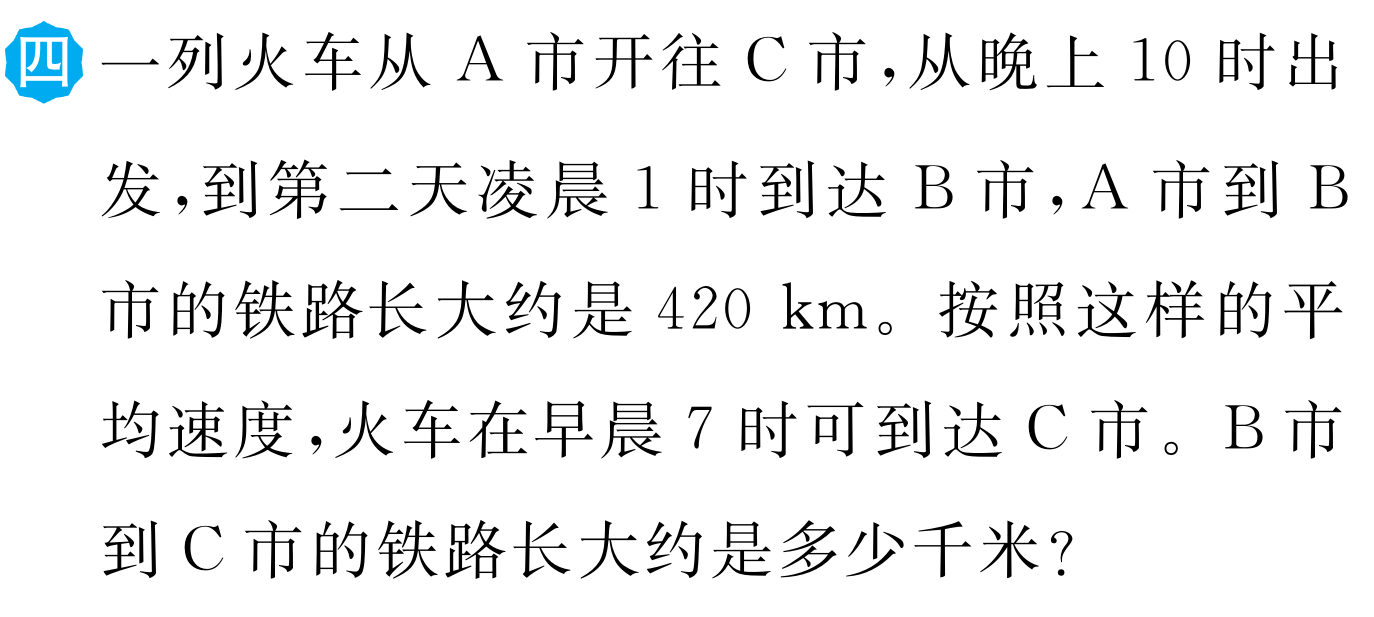 四 一列火车从 A 市开往 C 市,从晚上 10 时出
发,到第二天凌晨 1 时到达 B 市,A 市到 B
市的铁路长大约是 420 km。按照这样的平
均速度,火车在早晨 7 时可到达 C 市。B 市
到 C 市的铁路长大约是多少千米?